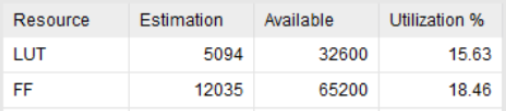 Resource Estimation Available Utilization %
LUT 5094 32600 15.63
FF 12035 65200 18.46